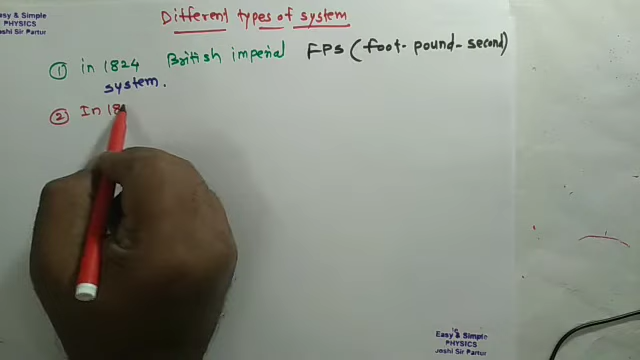 Easy & Simple
PHYSICS
Joshi Sir Partur
Different types of system
① in 1824 British imperial FPS (foot-pound-second)
system.
② In 18
Easy & Simple
PHYSICS
Joshi Sir Partur